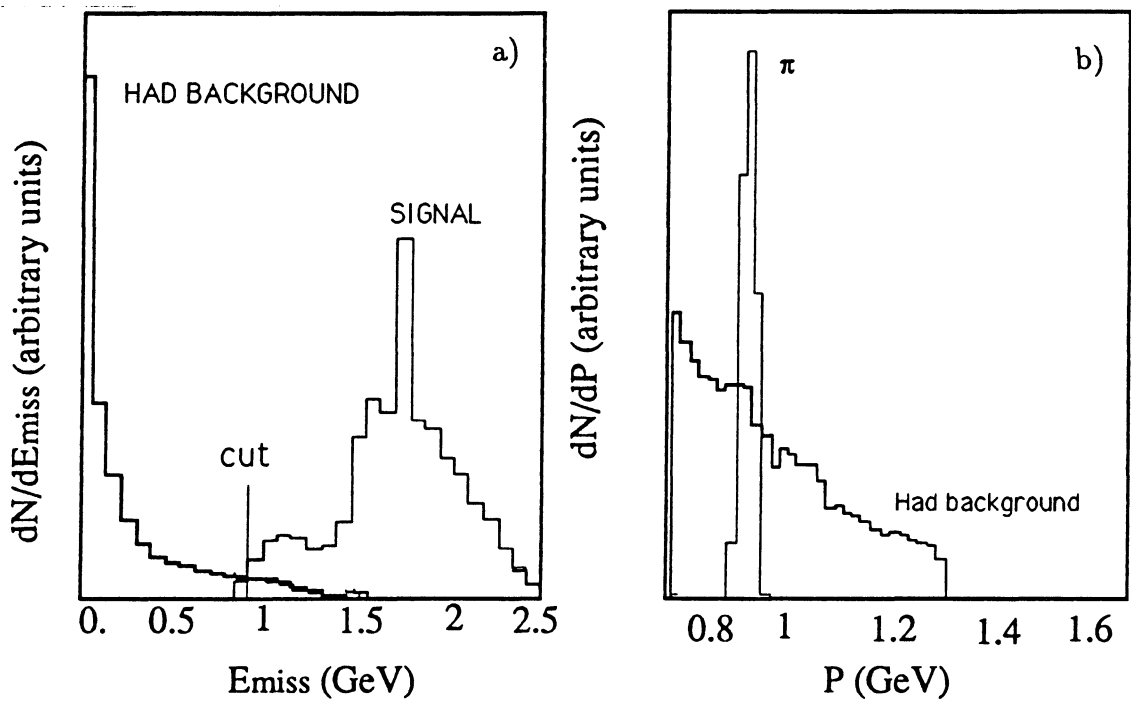 a)
HAD BACKGROUND
SIGNAL
cut
dN/dEmiss (arbitrary units)
0. 0.5 1 1.5 2 2.5
Emiss (GeV)
b)
π
Had background
dN/dP (arbitrary units)
0.8 1 1.2 1.4 1.6
P (GeV)